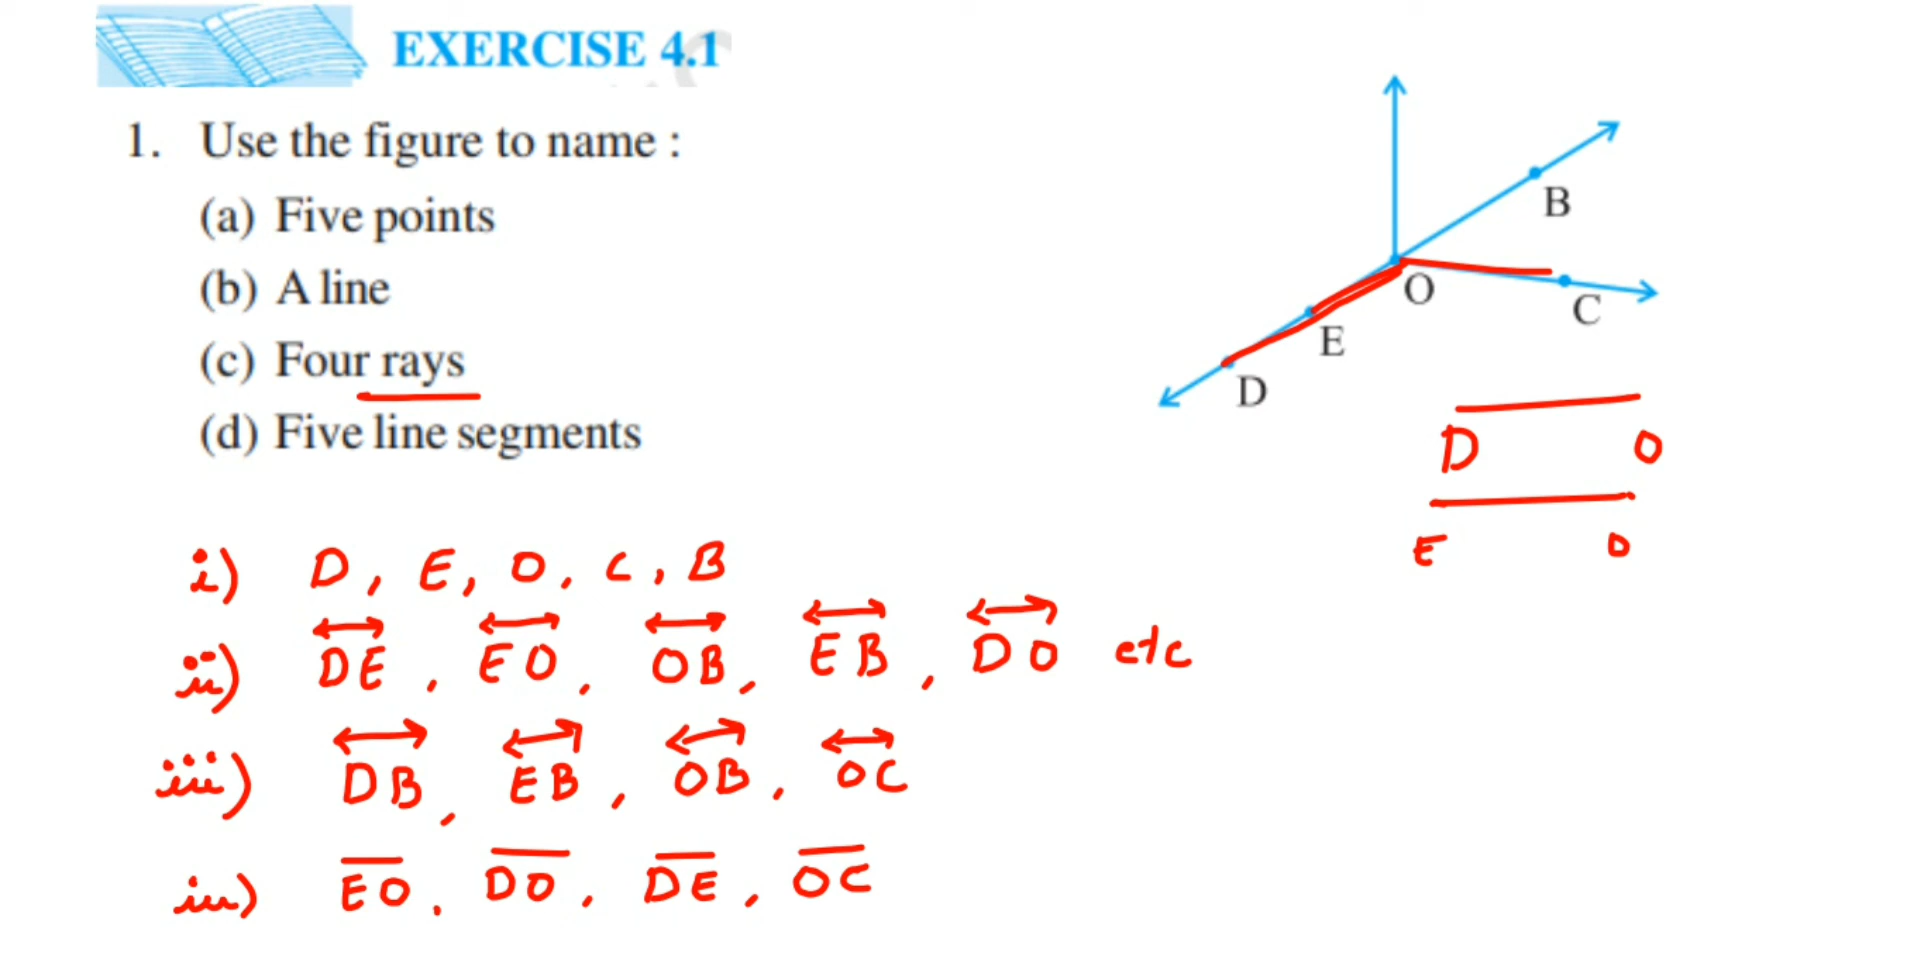 EXERCISE 4.1
1. Use the figure to name :
(a) Five points
(b) A line
(c) Four rays
(d) Five line segments
B
O
C
E
D
D O
E O
i) D, E, O, C, B
ii) DE, EO, OB, EB, DO etc
iii) DB, EB, OB, OC
iv) EO, DO, DE, OC